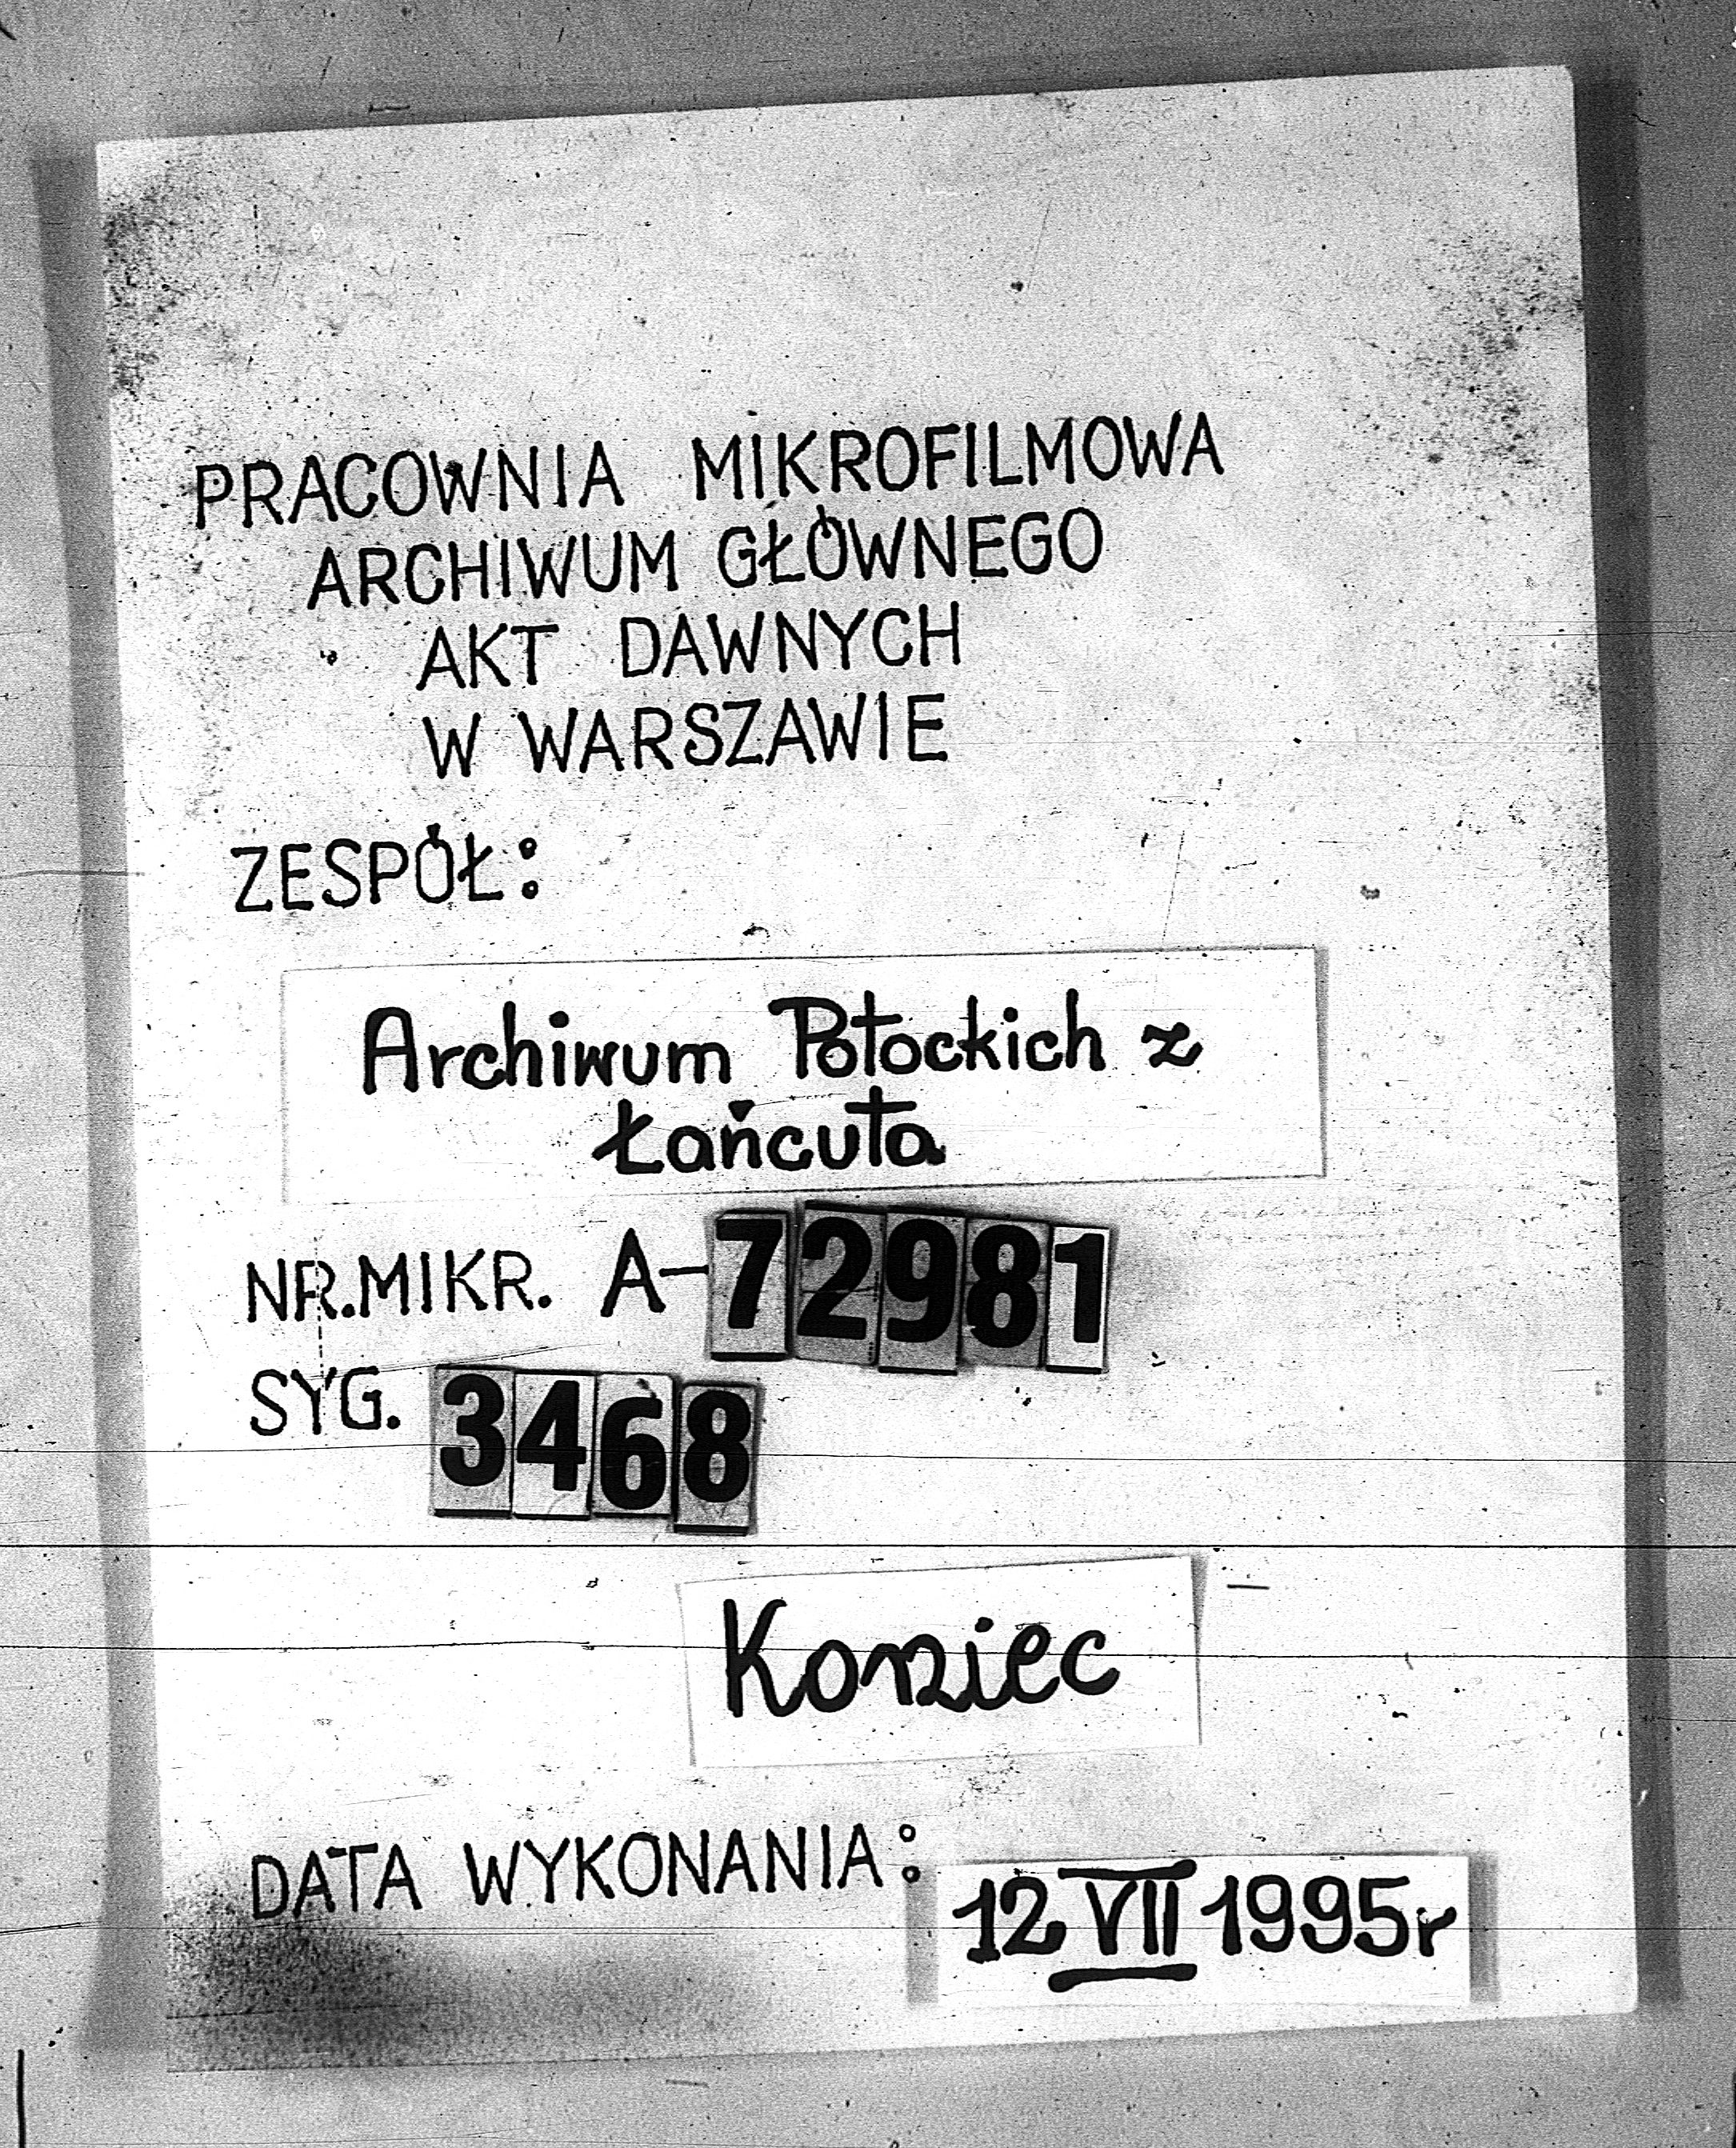 PRACOWNIA MIKROFILMOWA
ARCHIWUM GŁÓWNEGO
AKT DAWNYCH
W WARSZAWIE
ZESPÓŁ:
Archiwum Potockich z
Łańcuta
NR.MIKR. A-72981
SYG. 3468
Koniec
DATA WYKONANIA: 12 VII 1995r